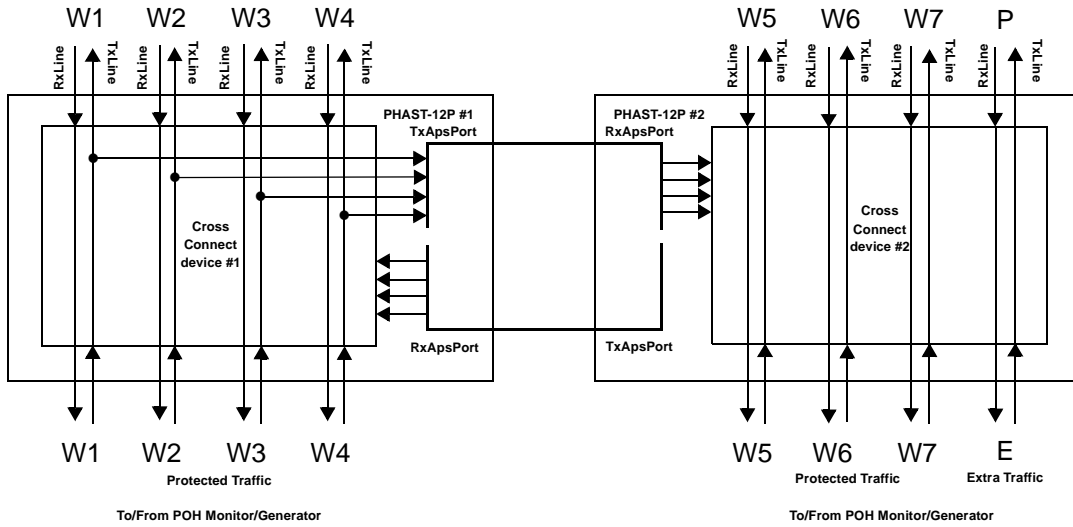 W1 W2 W3 W4 W5 W6 W7 P
RxLine TxLine RxLine TxLine RxLine TxLine RxLine TxLine RxLine TxLine RxLine TxLine RxLine TxLine RxLine TxLine
PHAST-12P #1 PHAST-12P #2
TxApsPort RxApsPort
Cross Cross
Connect Connect
device #1 device #2
RxApsPort TxApsPort
W1 W2 W3 W4 W5 W6 W7 E
Protected Traffic Protected Traffic Extra Traffic
To/From POH Monitor/Generator To/From POH Monitor/Generator